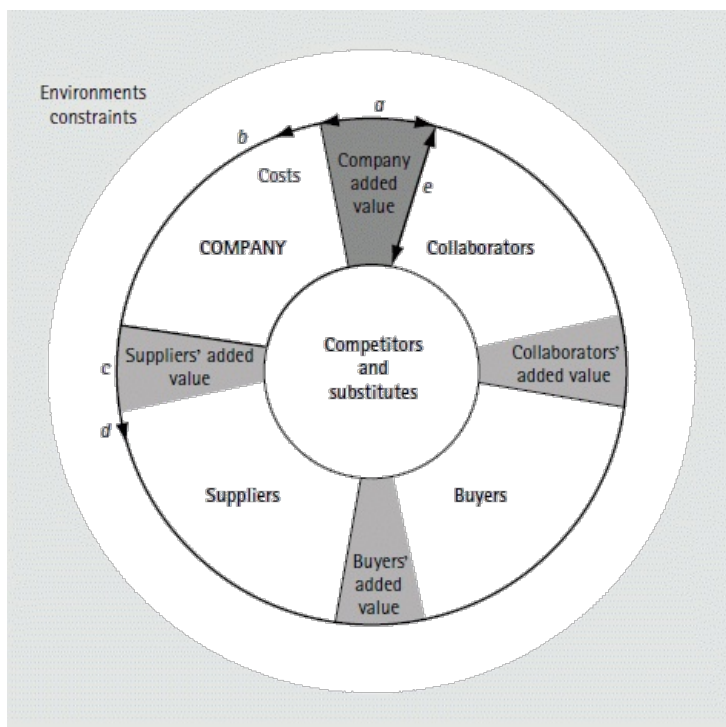 Environments
constraints
a
b
Costs
Company
added
value
e
COMPANY
Collaborators
c
Suppliers' added
value
Competitors
and
substitutes
Collaborators'
added value
d
Suppliers
Buyers
Buyers'
added
value